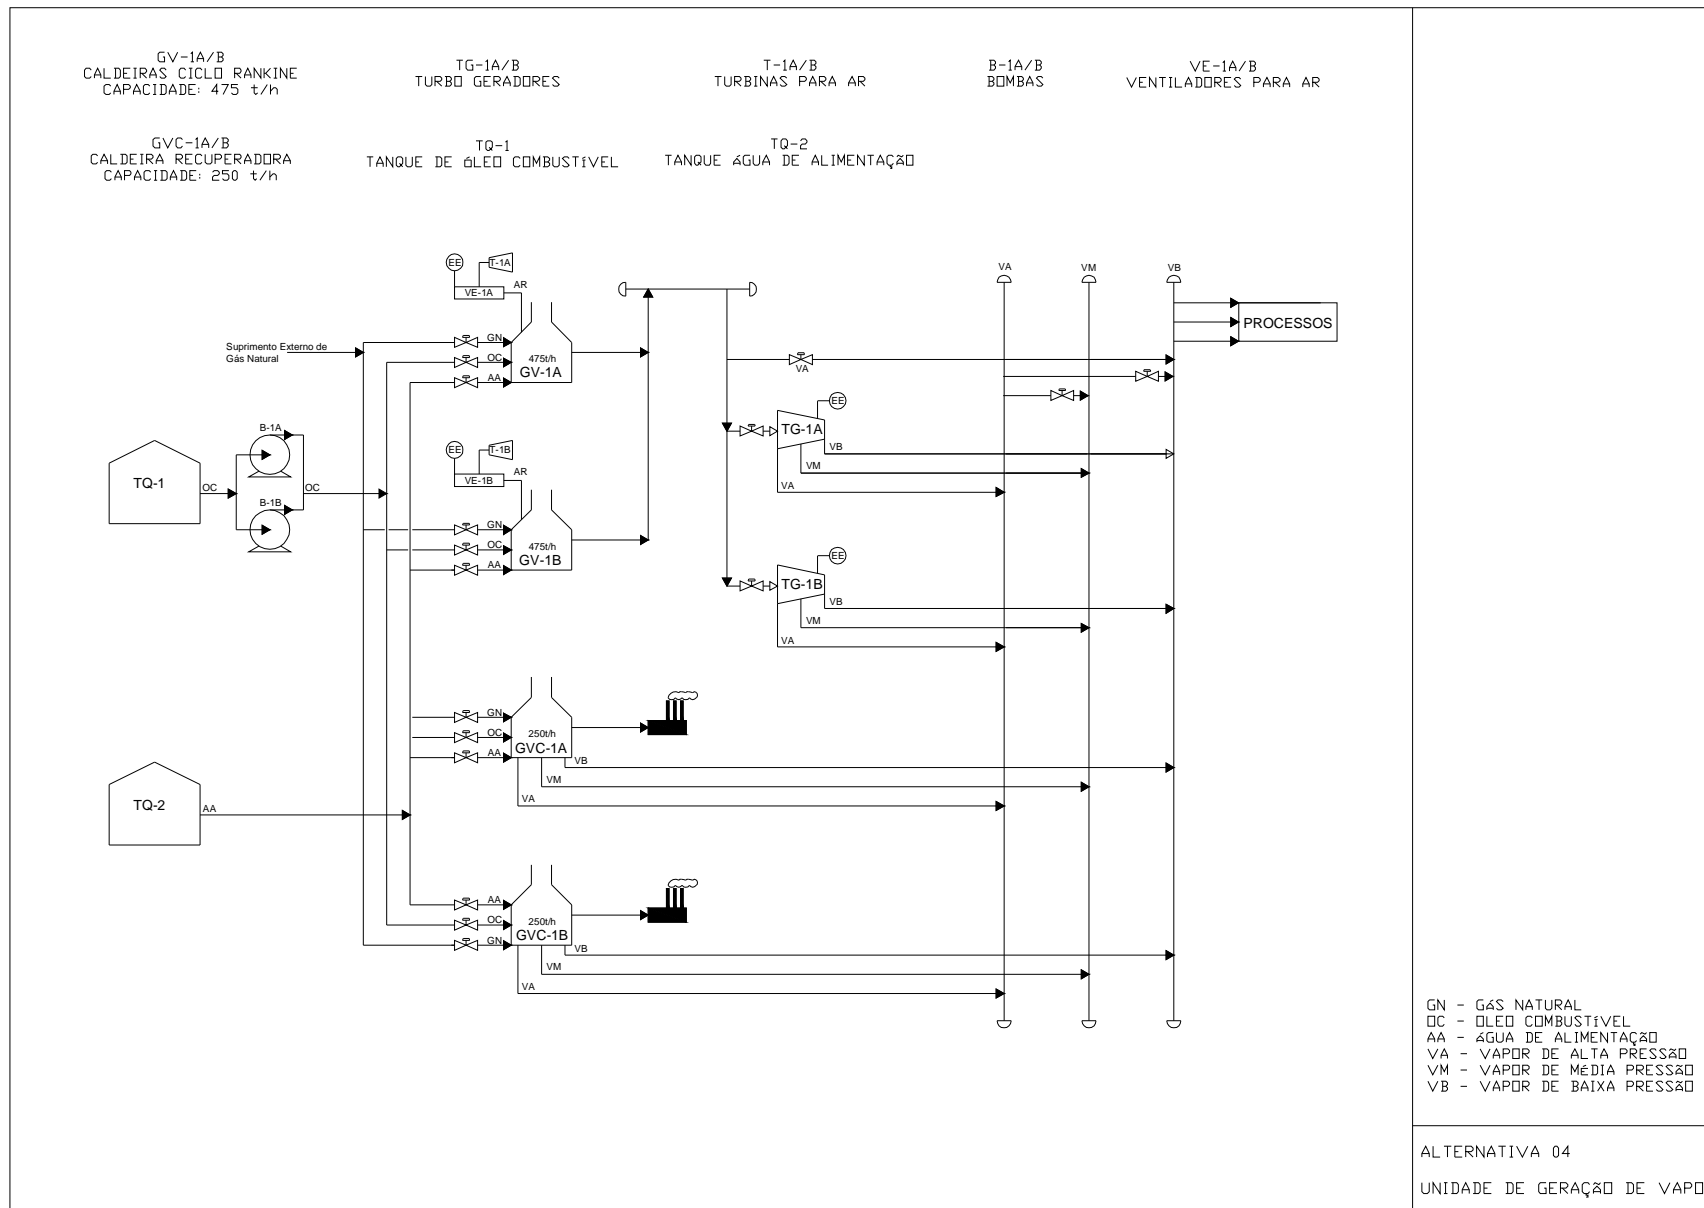 GV-1A/B
CALDEIRAS CICLO RANKINE
CAPACIDADE: 475 t/h
TG-1A/B
TURBO GERADORES
T-1A/B
TURBINAS PARA AR
B-1A/B
BOMBAS
VE-1A/B
VENTILADORES PARA AR
GVC-1A/B
CALDEIRA RECUPERADORA
CAPACIDADE: 250 t/h
TQ-1
TANQUE DE óLEO COMBUSTíVEL
TQ-2
TANQUE áGUA DE ALIMENTAÇãO
EE
T-1A
VE-1A
AR
VA
VM
VB
PROCESSOS
Suprimento Externo de
Gás Natural
GN
OC
AA
475t/h
GV-1A
VA
EE
TG-1A
VB
VM
VA
B-1A
TQ-1
OC
B-1B
OC
EE
T-1B
VE-1B
AR
GN
OC
AA
475t/h
GV-1B
EE
TG-1B
VB
VM
VA
GN
OC
AA
250t/h
GVC-1A
VB
VM
VA
TQ-2
AA
AA
OC
GN
250t/h
GVC-1B
VB
VM
VA
GN - GáS NATURAL
OC - OLEO COMBUSTíVEL
AA - áGUA DE ALIMENTAÇãO
VA - VAPOR DE ALTA PRESSãO
VM - VAPOR DE MéDIA PRESSãO
VB - VAPOR DE BAIXA PRESSãO
ALTERNATIVA 04
UNIDADE DE GERAÇãO DE VAPO